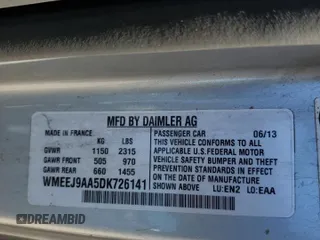 MFD BY DAIMLER AG
MADE IN FRANCE
PASSENGER CAR 06/13
KG LBS
GVWR 1150 2315
GAWR FRONT 505 970
GAWR REAR 660 1455
THIS VEHICLE CONFORMS TO ALL
APPLICABLE FEDERAL MOTOR
VEHICLE SAFETY BUMPER AND THEFT
PREVENTION STANDARDS IN EFFECT
ON THE DATE OF MANUFACTURE
SHOWN ABOVE
WMEEJ9AA5DK726141
LU:EN2 LO:EAA
DREAMBID